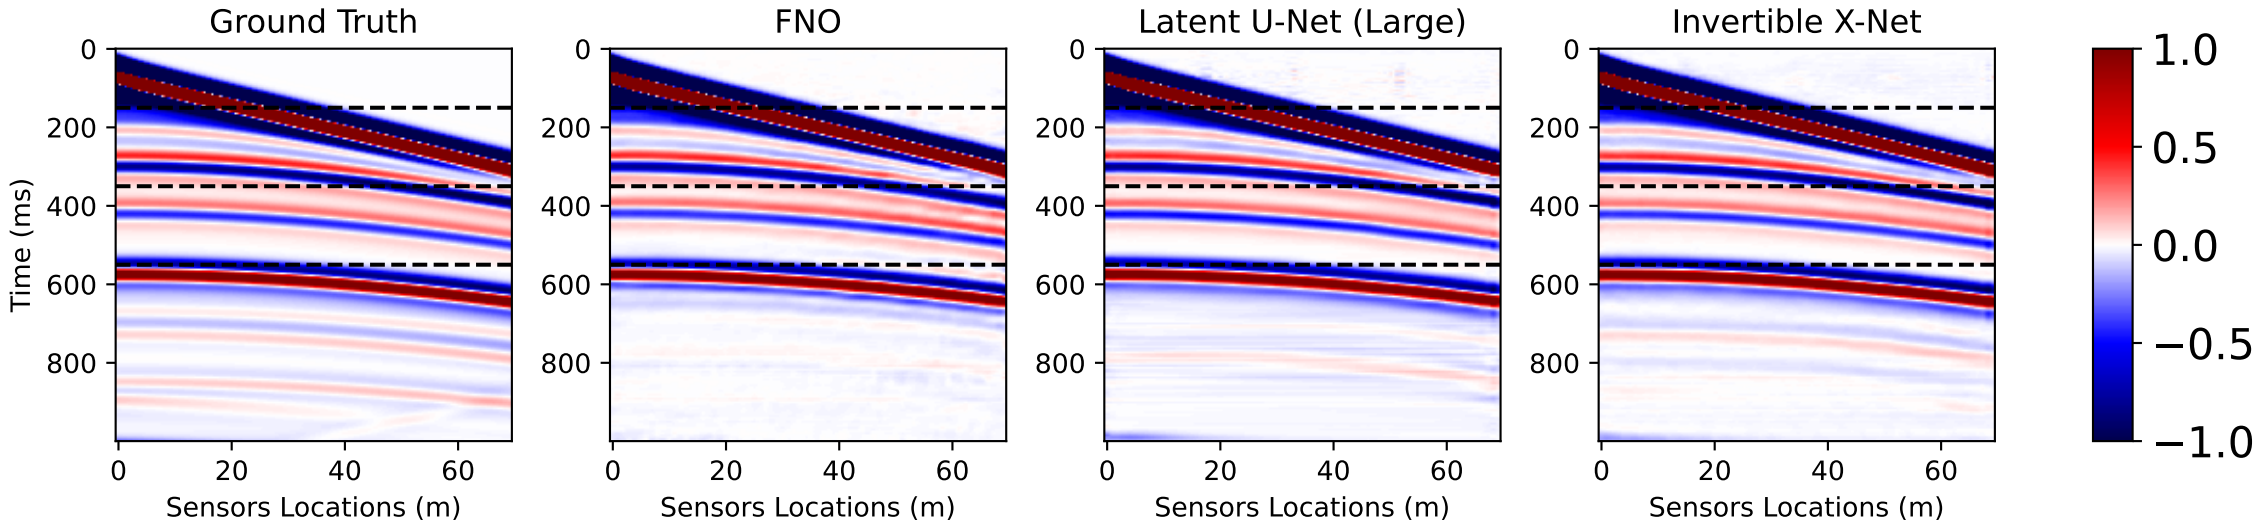 Ground Truth
FNO
Latent U-Net (Large)
Invertible X-Net
0
200
400
600
800
Time (ms)
0 20 40 60
Sensors Locations (m)
0
200
400
600
800
0 20 40 60
Sensors Locations (m)
0
200
400
600
800
0 20 40 60
Sensors Locations (m)
0
200
400
600
800
0 20 40 60
Sensors Locations (m)
1.0
0.5
0.0
−0.5
−1.0